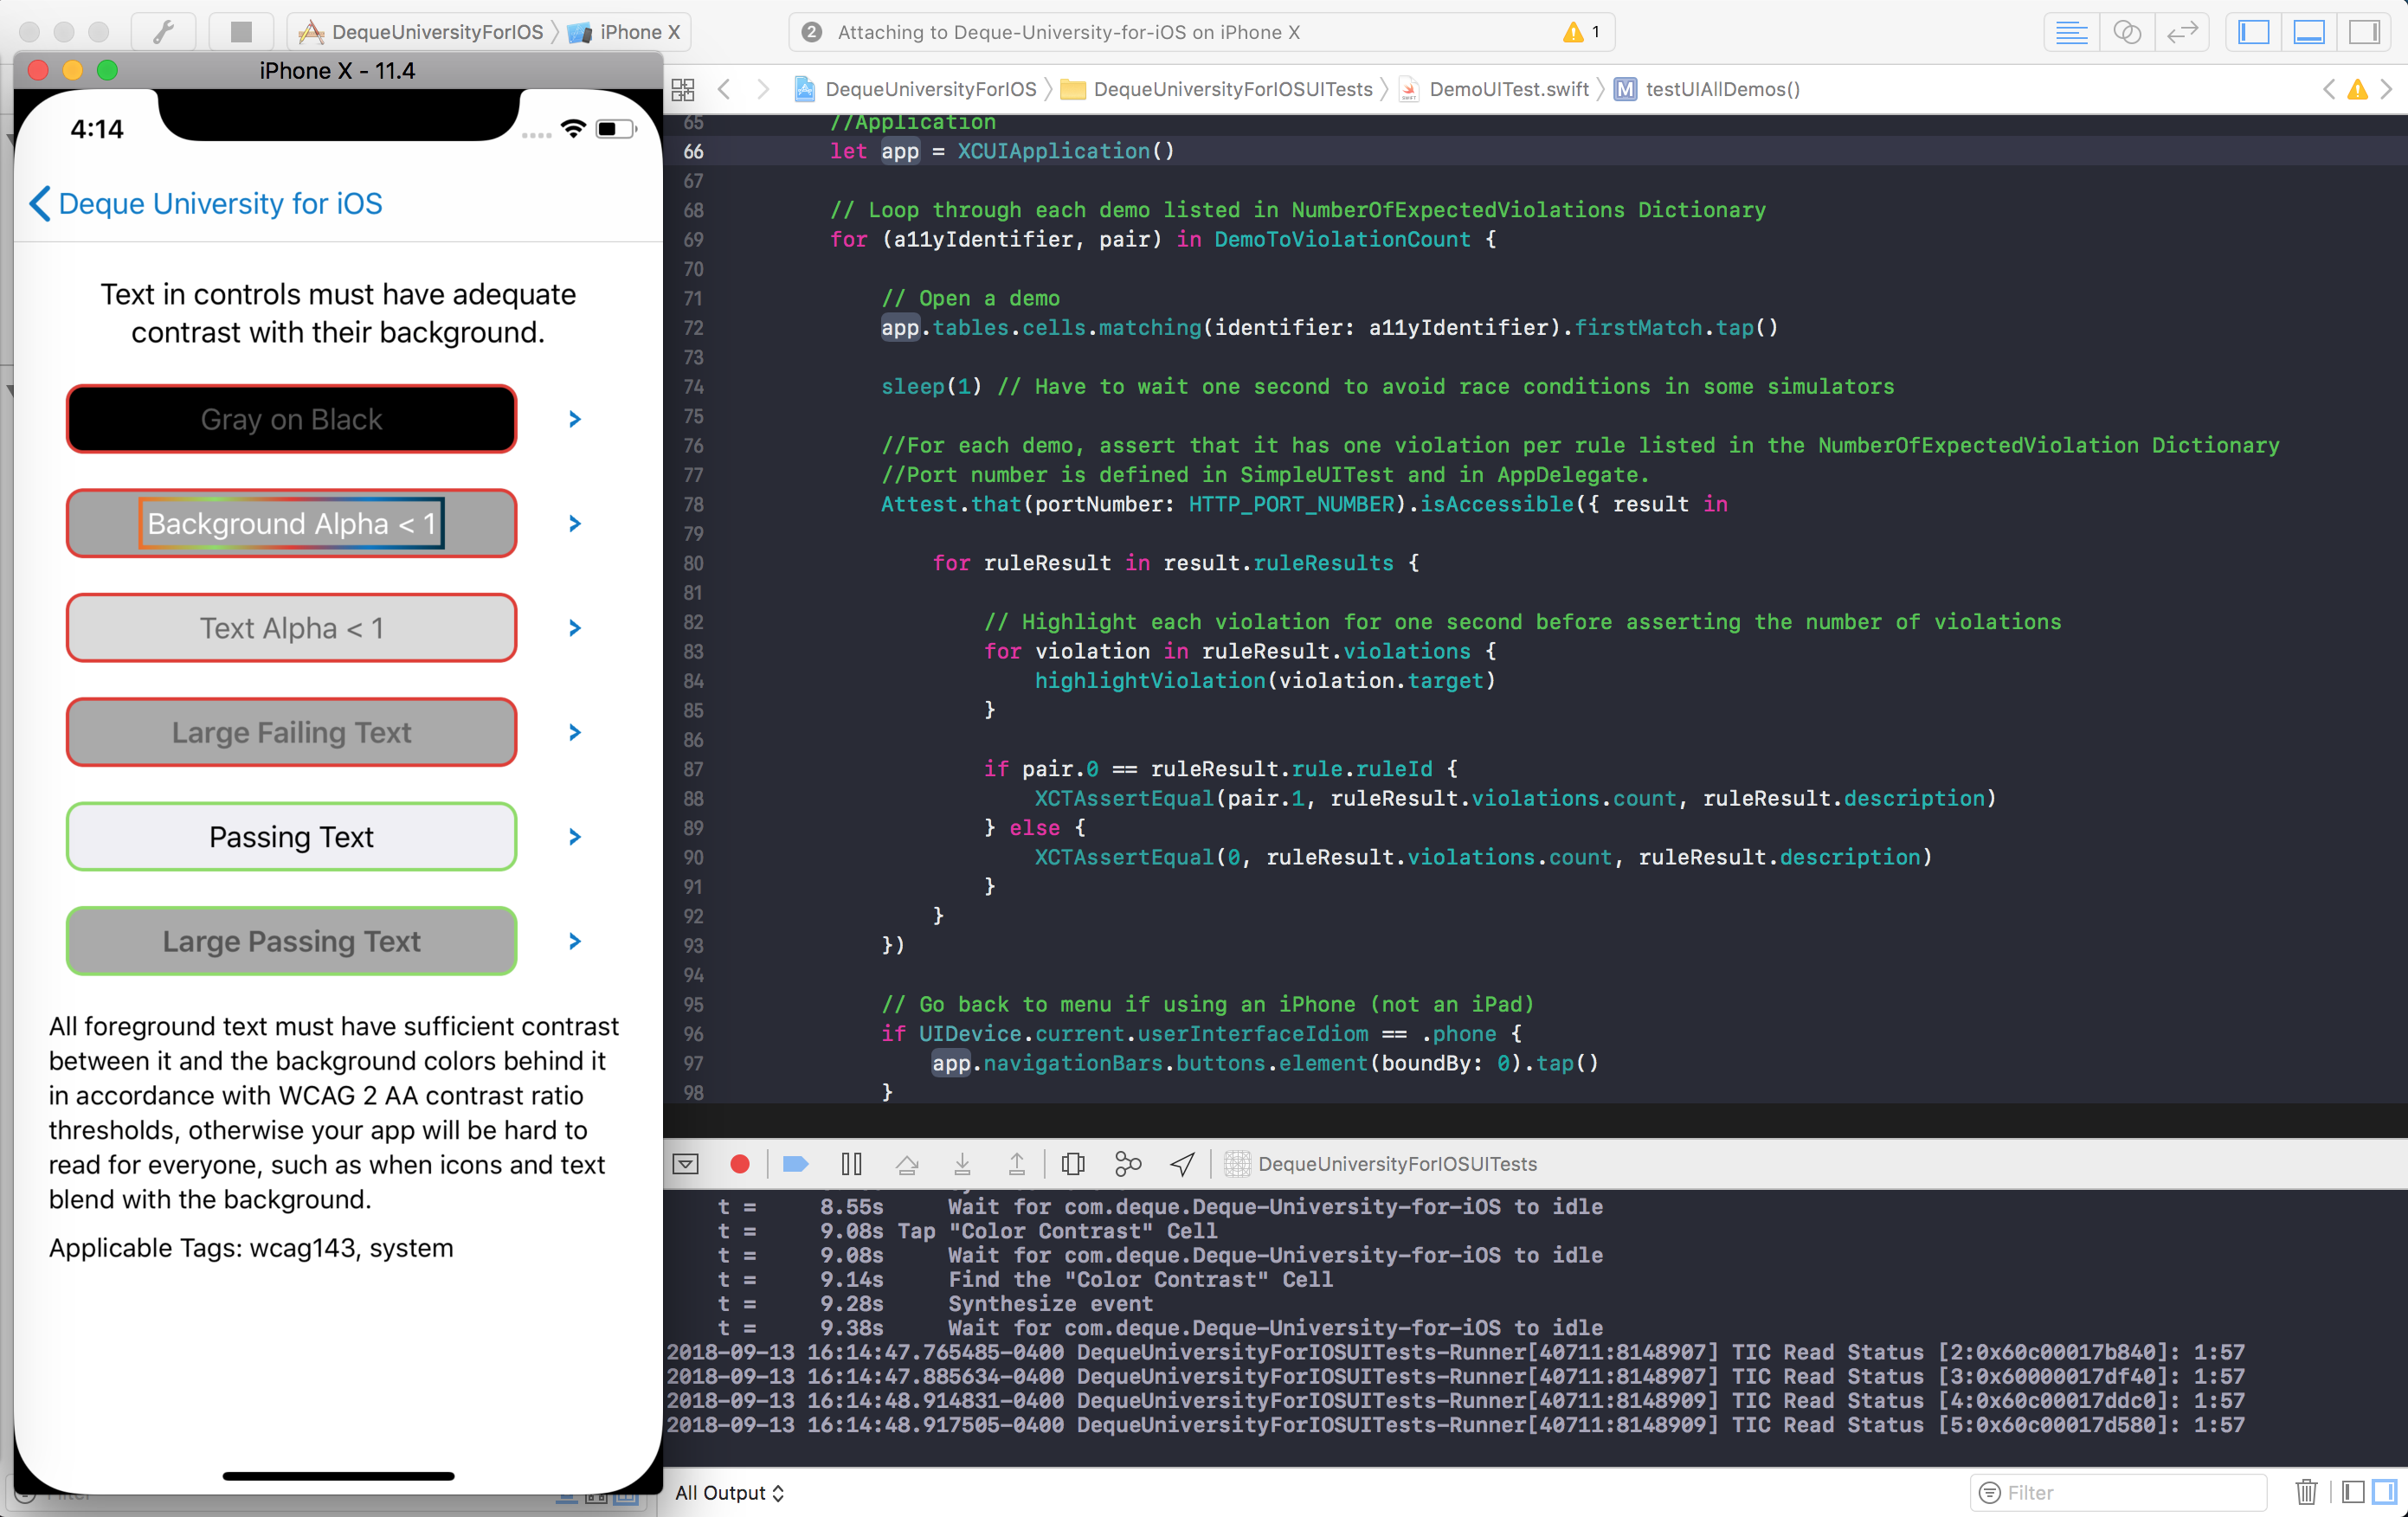 DequeUniversityForIOS
iPhone X
2 Attaching to Deque-University-for-iOS on iPhone X
1
iPhone X - 11.4
4:14
Deque University for iOS
Text in controls must have adequate
contrast with their background.
Gray on Black >
Background Alpha < 1 >
Text Alpha < 1 >
Large Failing Text >
Passing Text >
Large Passing Text >
All foreground text must have sufficient contrast
between it and the background colors behind it
in accordance with WCAG 2 AA contrast ratio
thresholds, otherwise your app will be hard to
read for everyone, such as when icons and text
blend with the background.
Applicable Tags: wcag143, system
DequeUniversityForIOS
DequeUniversityForIOSUITests
DemoUITest.swift
M testUIAllDemos()
65 //Application
66 let app = XCUIApplication()
67
68 // Loop through each demo listed in NumberOfExpectedViolations Dictionary
69 for (a11yIdentifier, pair) in DemoToViolationCount {
70
71 // Open a demo
72 app.tables.cells.matching(identifier: a11yIdentifier).firstMatch.tap()
73
74 sleep(1) // Have to wait one second to avoid race conditions in some simulators
75
76 //For each demo, assert that it has one violation per rule listed in the NumberOfExpectedViolation Dictionary
77 //Port number is defined in SimpleUITest and in AppDelegate.
78 Attest.that(portNumber: HTTP_PORT_NUMBER).isAccessible({ result in
79
80 for ruleResult in result.ruleResults {
81
82 // Highlight each violation for one second before asserting the number of violations
83 for violation in ruleResult.violations {
84 highlightViolation(violation.target)
85 }
86
87 if pair.0 == ruleResult.rule.ruleId {
88 XCTAssertEqual(pair.1, ruleResult.violations.count, ruleResult.description)
89 } else {
90 XCTAssertEqual(0, ruleResult.violations.count, ruleResult.description)
91 }
92 }
93 })
94
95 // Go back to menu if using an iPhone (not an iPad)
96 if UIDevice.current.userInterfaceIdiom == .phone {
97 app.navigationBars.buttons.element(boundBy: 0).tap()
98 }
DequeUniversityForIOSUITests
t = 8.55s Wait for com.deque.Deque-University-for-iOS to idle
t = 9.08s Tap "Color Contrast" Cell
t = 9.08s Wait for com.deque.Deque-University-for-iOS to idle
t = 9.14s Find the "Color Contrast" Cell
t = 9.28s Synthesize event
t = 9.38s Wait for com.deque.Deque-University-for-iOS to idle
2018-09-13 16:14:47.765485-0400 DequeUniversityForIOSUITests-Runner[40711:8148907] TIC Read Status [2:0x60c00017b840]: 1:57
2018-09-13 16:14:47.885634-0400 DequeUniversityForIOSUITests-Runner[40711:8148907] TIC Read Status [3:0x60000017df40]: 1:57
2018-09-13 16:14:48.914831-0400 DequeUniversityForIOSUITests-Runner[40711:8148909] TIC Read Status [4:0x60c00017ddc0]: 1:57
2018-09-13 16:14:48.917505-0400 DequeUniversityForIOSUITests-Runner[40711:8148909] TIC Read Status [5:0x60c00017d580]: 1:57
All Output
Filter